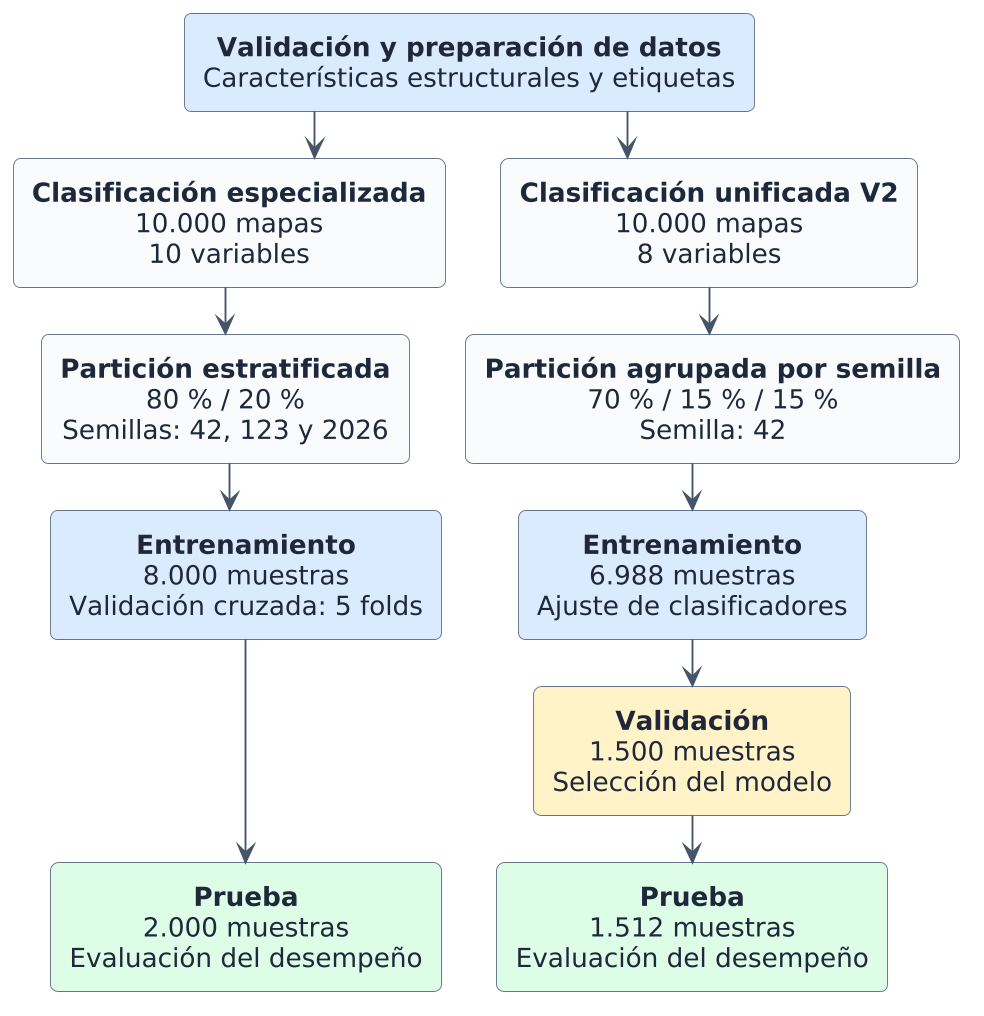 Validación y preparación de datos
Características estructurales y etiquetas
Clasificación especializada
10.000 mapas
10 variables
Clasificación unificada V2
10.000 mapas
8 variables
Partición estratificada
80 % / 20 %
Semillas: 42, 123 y 2026
Partición agrupada por semilla
70 % / 15 % / 15 %
Semilla: 42
Entrenamiento
8.000 muestras
Validación cruzada: 5 folds
Entrenamiento
6.988 muestras
Ajuste de clasificadores
Validación
1.500 muestras
Selección del modelo
Prueba
2.000 muestras
Evaluación del desempeño
Prueba
1.512 muestras
Evaluación del desempeño